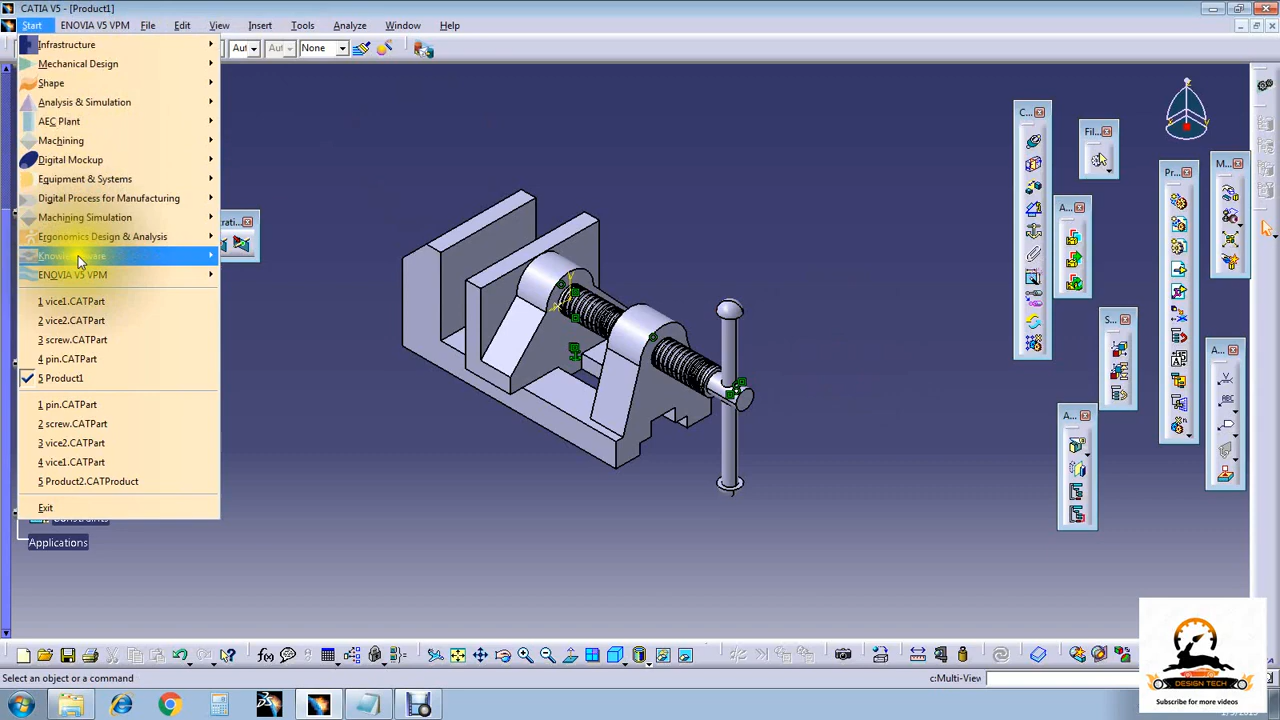 CATIA V5 - [Product1]
Start ENOVIA V5 VPM File Edit View Insert Tools Analyze Window Help
Aut Aut None
Infrastructure
Mechanical Design
Shape
Analysis & Simulation
AEC Plant
Machining
Digital Mockup
Equipment & Systems
Digital Process for Manufacturing
Machining Simulation
Ergonomics Design & Analysis
ENOVIA V5 VPM
1 vice1.CATPart
2 vice2.CATPart
3 screw.CATPart
4 pin.CATPart
5 Product1
1 pin.CATPart
2 screw.CATPart
3 vice2.CATPart
4 vice1.CATPart
5 Product2.CATProduct
Exit
Constraints
Applications
C...
Fil...
A...
Pr...
M...
S...
A...
A...
Select an object or a command
c:Multi-View
DESIGN TECH
Subscribe for more videos